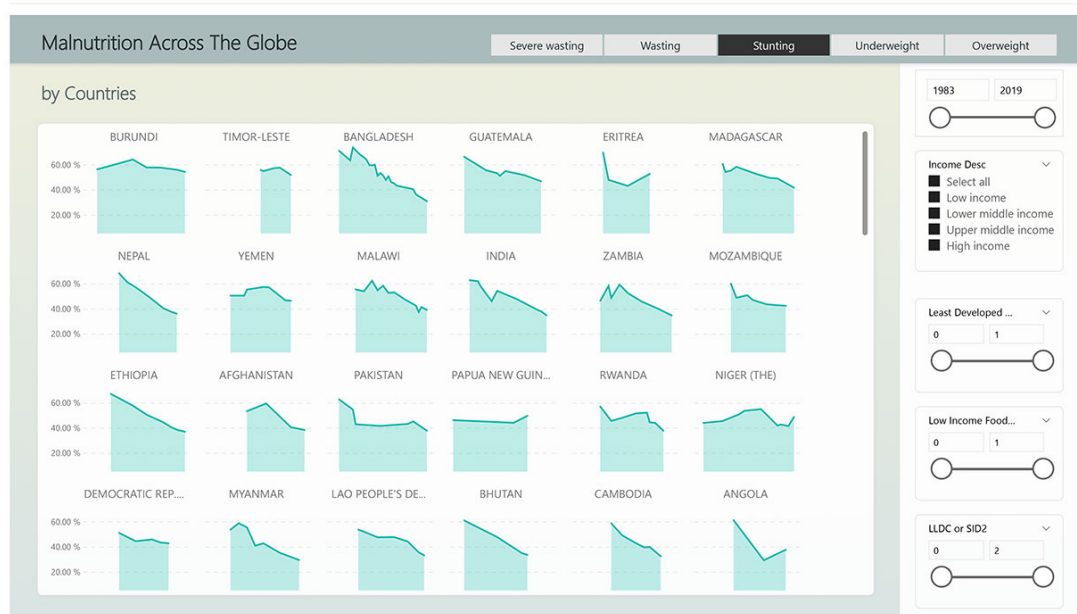 Malnutrition Across The Globe
Severe wasting Wasting Stunting Underweight Overweight
by Countries
BURUNDI TIMOR-LESTE BANGLADESH GUATEMALA ERITREA MADAGASCAR
60.00 %
40.00 %
20.00 %
NEPAL YEMEN MALAWI INDIA ZAMBIA MOZAMBIQUE
60.00 %
40.00 %
20.00 %
ETHIOPIA AFGHANISTAN PAKISTAN PAPUA NEW GUIN... RWANDA NIGER (THE)
60.00 %
40.00 %
20.00 %
DEMOCRATIC REP.... MYANMAR LAO PEOPLE'S DE... BHUTAN CAMBODIA ANGOLA
60.00 %
40.00 %
20.00 %
1983 2019
Income Desc
Select all
Low income
Lower middle income
Upper middle income
High income
Least Developed ...
0 1
Low Income Food...
0 1
LLDC or SID2
0 2